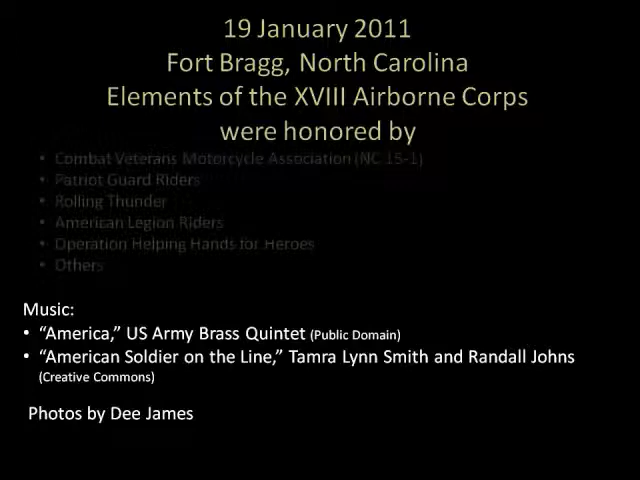 19 January 2011
Fort Bragg, North Carolina
Elements of the XVIII Airborne Corps
were honored by
• Combat Veterans Motorcycle Association (NC 15-1)
• Patriot Guard Riders
• Rolling Thunder
• American Legion Riders
• Operation Helping Hands for Heroes
• Others
Music:
• “America,” US Army Brass Quintet (Public Domain)
• “American Soldier on the Line,” Tamra Lynn Smith and Randall Johns
(Creative Commons)
Photos by Dee James